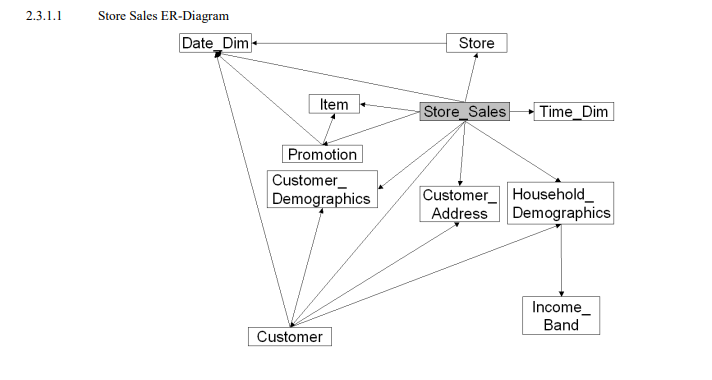 2.3.1.1 Store Sales ER-Diagram
Date_Dim
Store
Item
Store_Sales
Time_Dim
Promotion
Customer_
Demographics
Customer_
Address
Household_
Demographics
Income_
Band
Customer